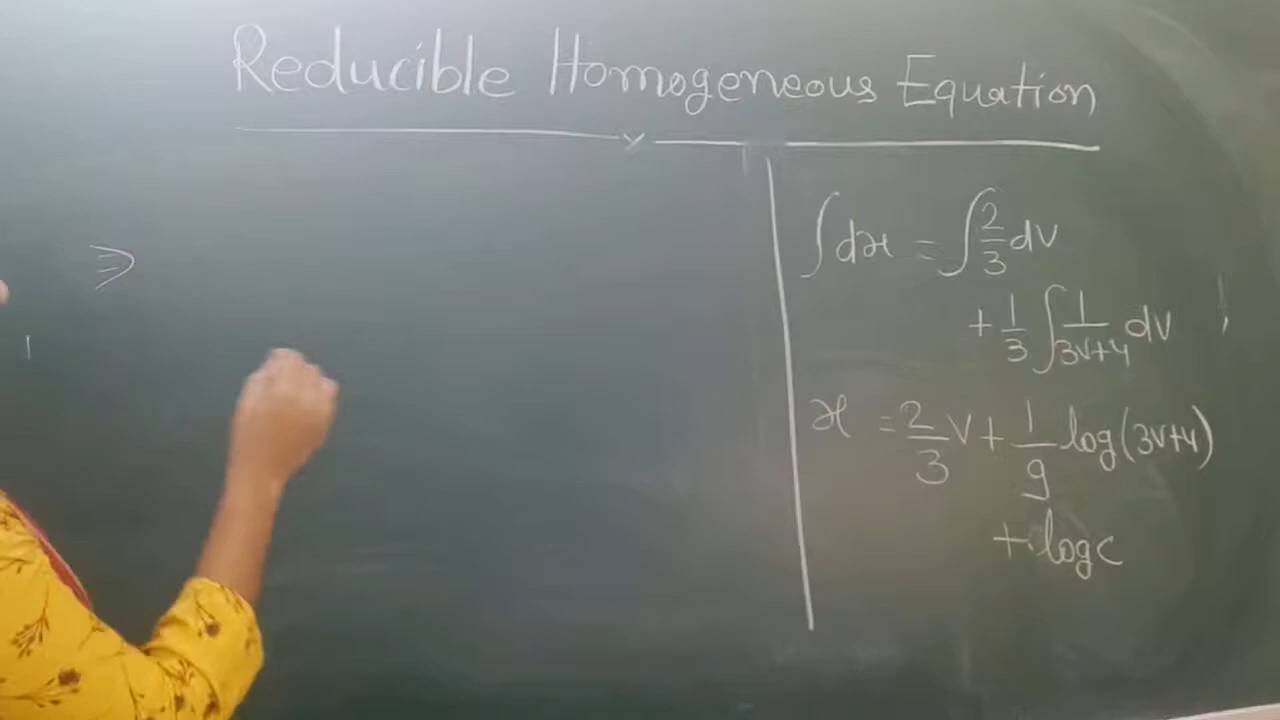 Reducible Homogeneous Equation
⇒
∫dx = ∫2/3 dv
+ 1/3 ∫1/3v+4 dv
x = 2/3 v + 1/9 log(3v+4)
+ log c